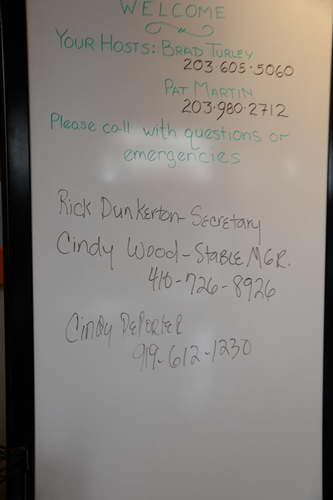 WELCOME
YOUR HOSTS: BRAD TURLEY
203·605·5060
PAT MARTIN
203·980·2712
Please call with questions or
emergencies
Rick Dunkerton-Secretary
Cindy Wood-STABLE MGR.
410-726-8926
Cindy DePorter
919-612-1230